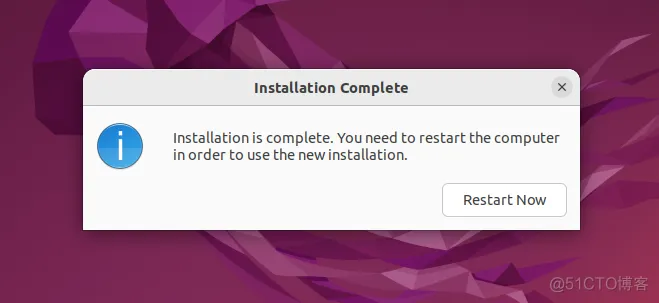 Installation Complete
Installation is complete. You need to restart the computer
in order to use the new installation.
Restart Now
@51CTO博客